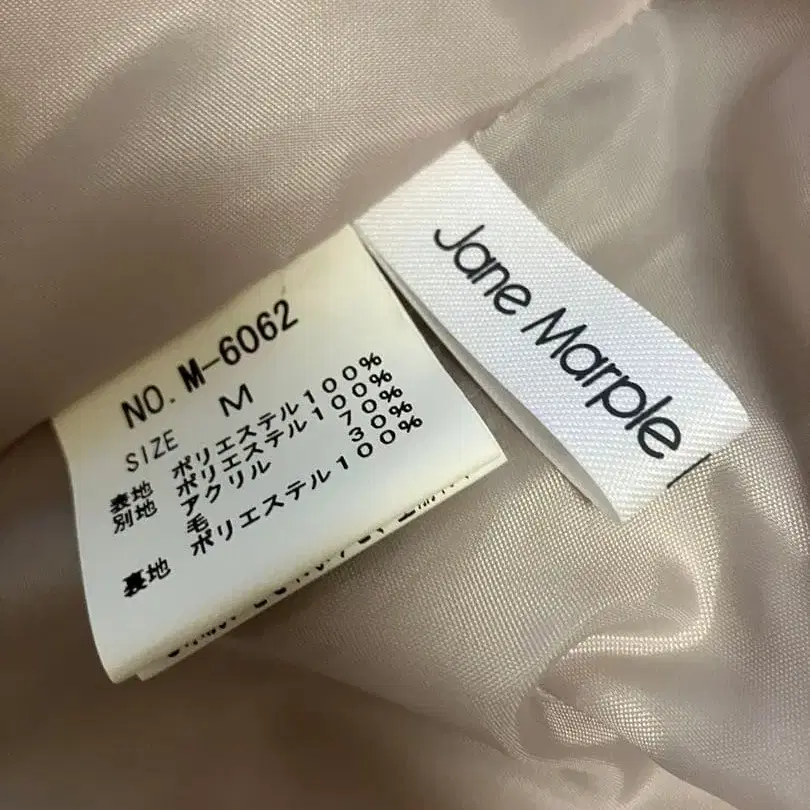 NO. M-6062
SIZE M
表地 ポリエステル100%
別地 ポリエステル100%
アクリル 70%
毛 30%
裏地 ポリエステル100%
Jane Marple